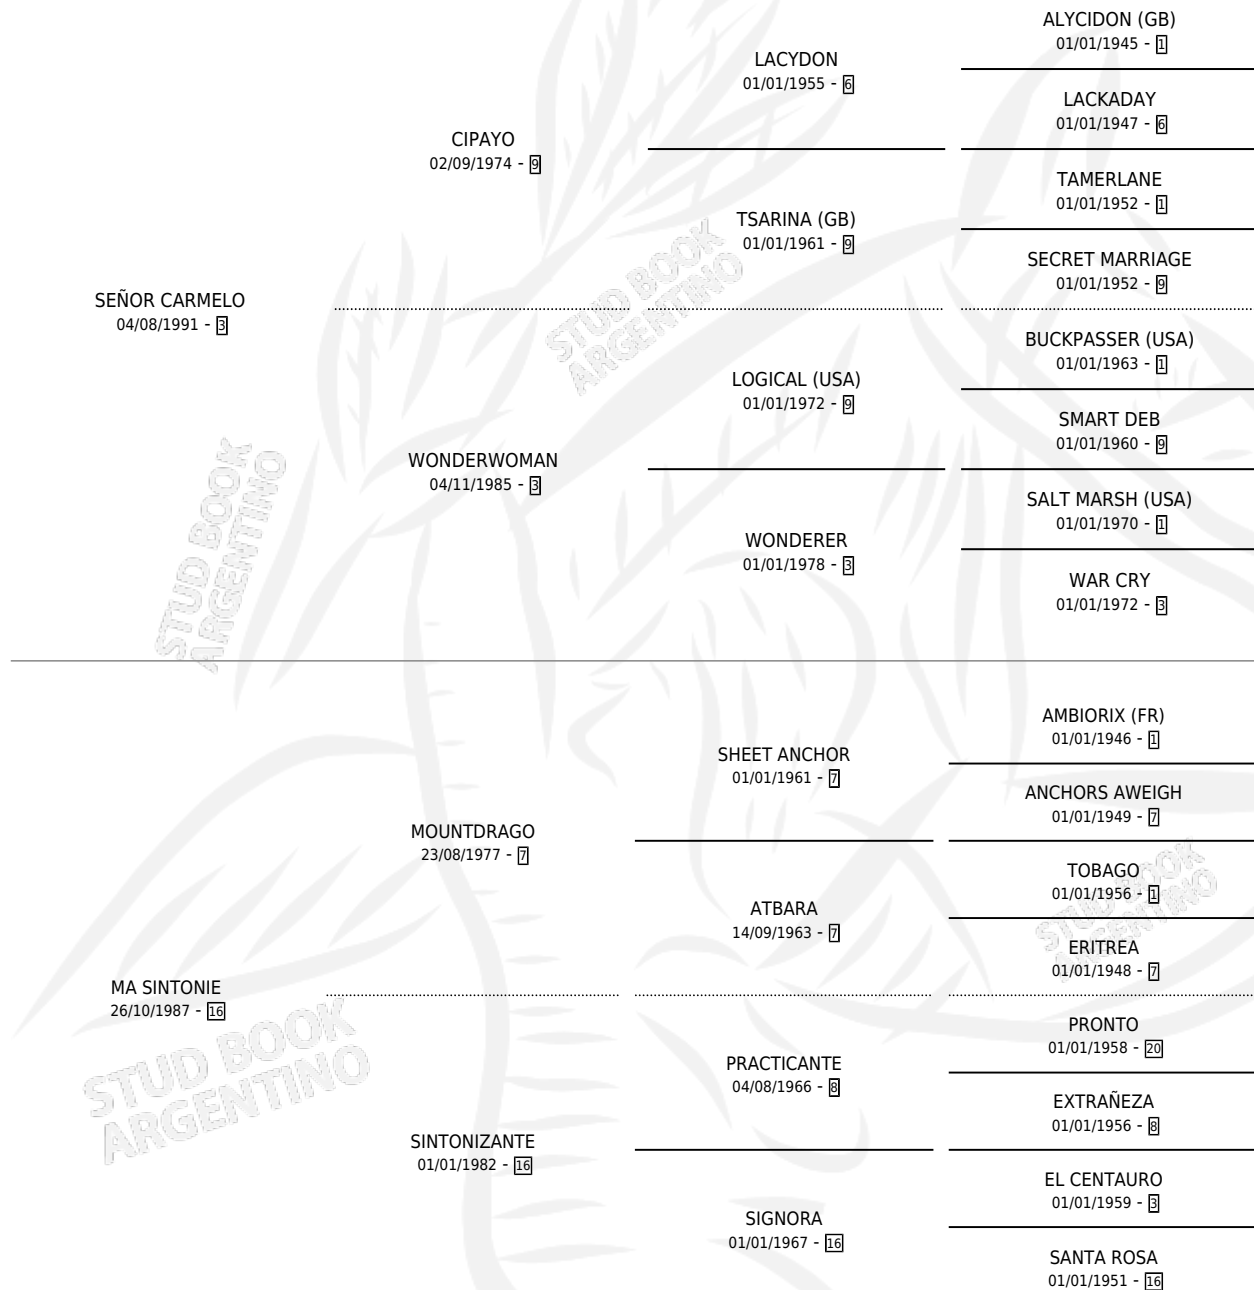 SEÑOR CARMELO
04/08/1991 - 3
CIPAYO
02/09/1974 - 9
LACYDON
01/01/1955 - 6
ALYCIDON (GB)
01/01/1945 - 1
LACKADAY
01/01/1947 - 6
TSARINA (GB)
01/01/1961 - 9
TAMERLANE
01/01/1952 - 1
SECRET MARRIAGE
01/01/1952 - 9
WONDERWOMAN
04/11/1985 - 3
LOGICAL (USA)
01/01/1972 - 9
BUCKPASSER (USA)
01/01/1963 - 1
SMART DEB
01/01/1960 - 9
WONDERER
01/01/1978 - 3
SALT MARSH (USA)
01/01/1970 - 1
WAR CRY
01/01/1972 - 3
MA SINTONIE
26/10/1987 - 16
MOUNTDRAGO
23/08/1977 - 7
SHEET ANCHOR
01/01/1961 - 7
AMBIORIX (FR)
01/01/1946 - 1
ANCHORS AWEIGH
01/01/1949 - 7
ATBARA
14/09/1963 - 7
TOBAGO
01/01/1956 - 1
ERITREA
01/01/1948 - 7
SINTONIZANTE
01/01/1982 - 16
PRACTICANTE
04/08/1966 - 8
PRONTO
01/01/1958 - 20
EXTRAÑEZA
01/01/1956 - 8
SIGNORA
01/01/1967 - 16
EL CENTAURO
01/01/1959 - 3
SANTA ROSA
01/01/1951 - 16
STUD BOOK
ARGENTINO
STUD BOOK
ARGENTINO
STUD BOOK
ARGENTINO
STUD BOOK
ARGENTINO